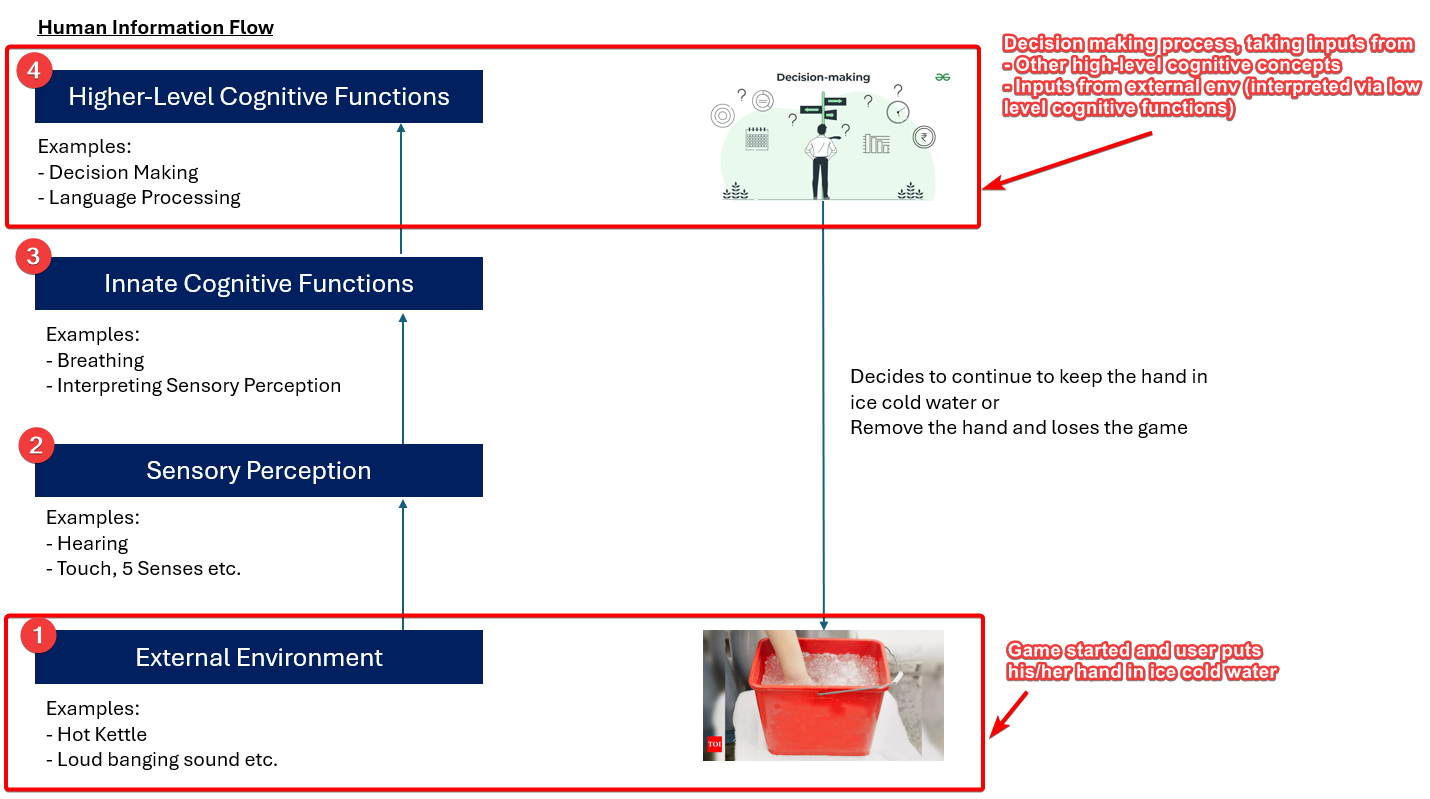 Human Information Flow
4
Higher-Level Cognitive Functions
Examples:
- Decision Making
- Language Processing
Decision-making
Decision making process, taking inputs from
- Other high-level cognitive concepts
- Inputs from external env (interpreted via low
level cognitive functions)
3
Innate Cognitive Functions
Examples:
- Breathing
- Interpreting Sensory Perception
Decides to continue to keep the hand in
ice cold water or
Remove the hand and loses the game
2
Sensory Perception
Examples:
- Hearing
- Touch, 5 Senses etc.
1
External Environment
Examples:
- Hot Kettle
- Loud banging sound etc.
TOI
Game started and user puts
his/her hand in ice cold water